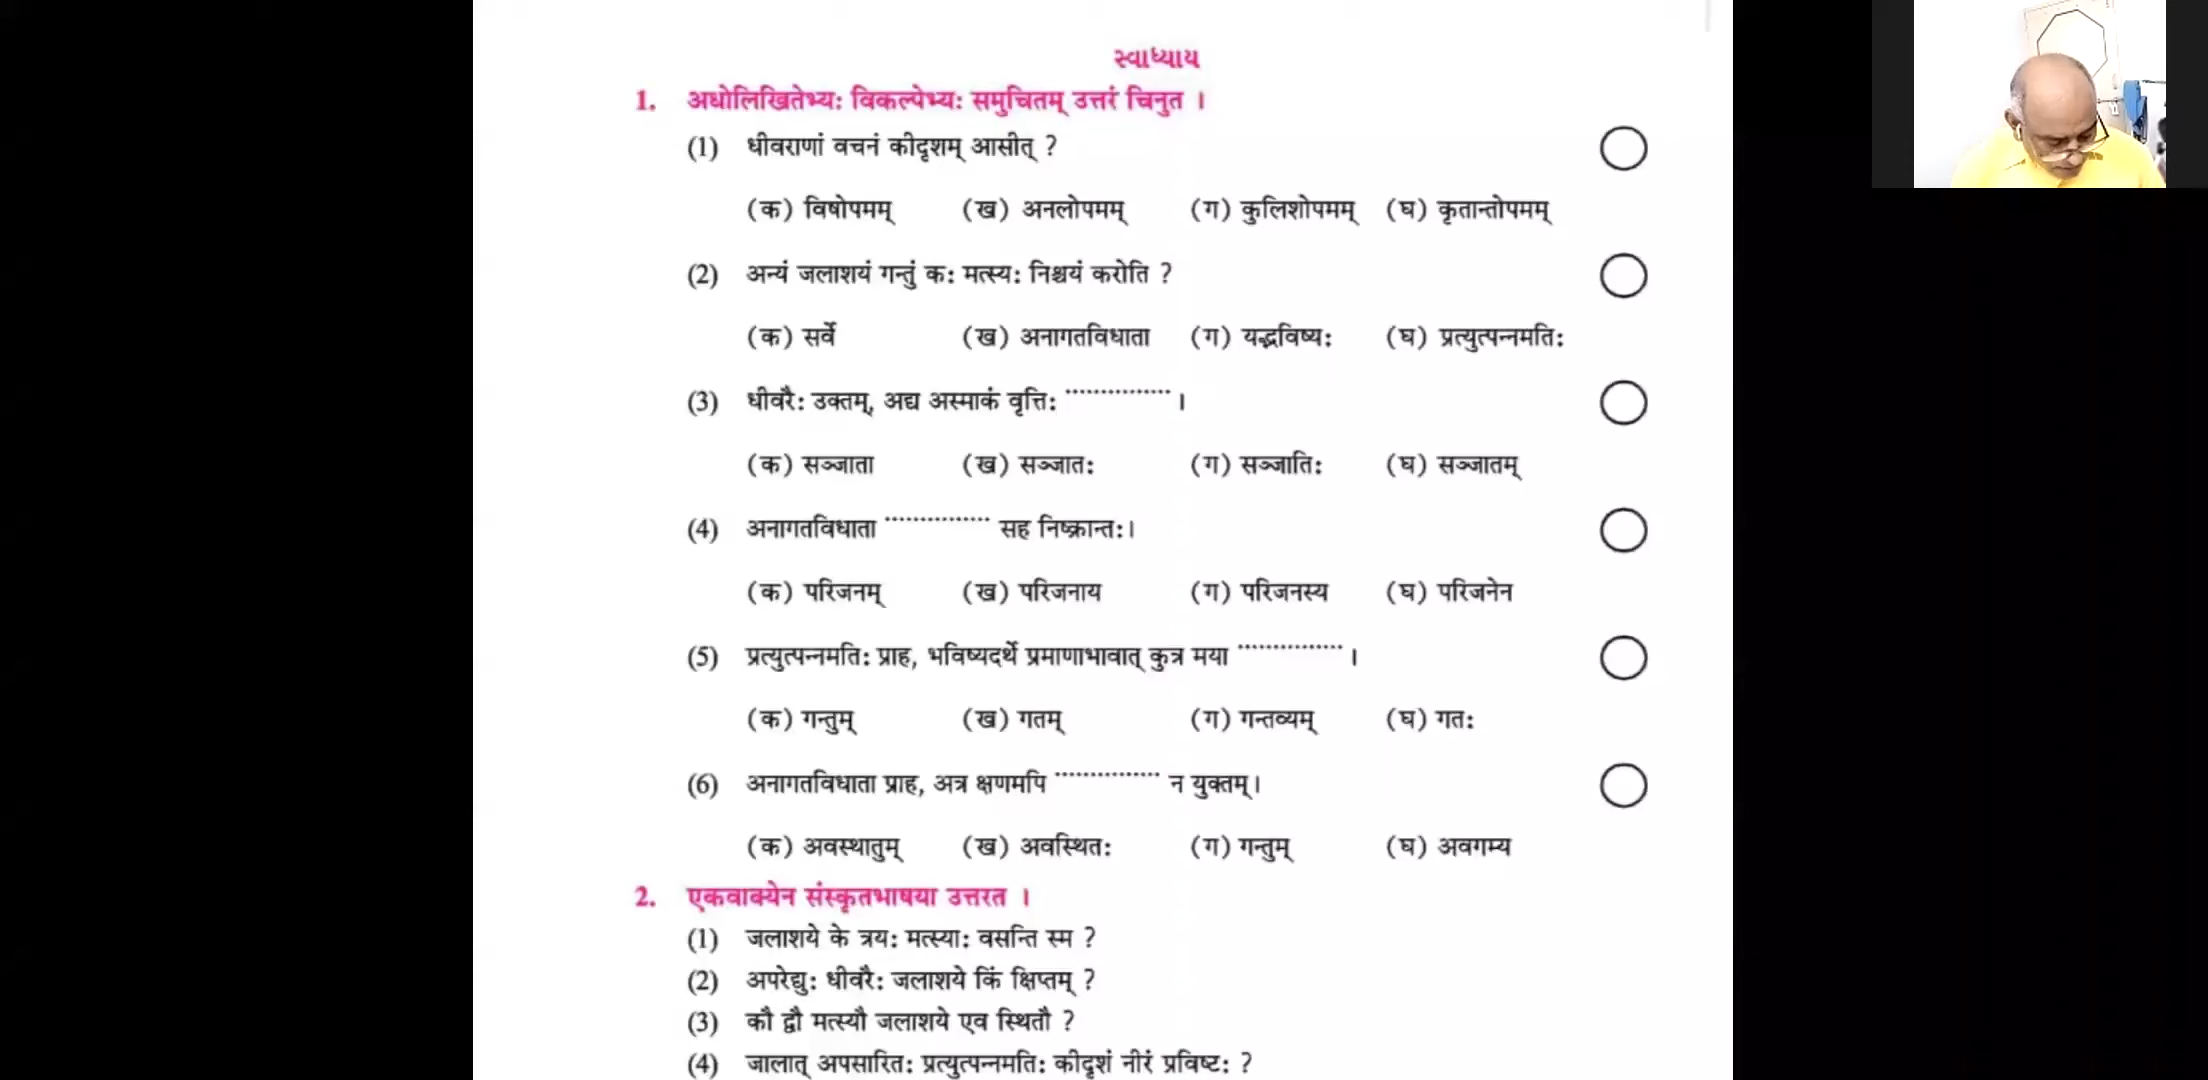 स्वाध्याय
1. अधोलिखितेभ्यः विकल्पेभ्यः समुचितम् उत्तरं चिनुत ।
(1) धीवराणां वचनं कीदृशम् आसीत् ?
(क) विषोपमम् (ख) अनलोपमम् (ग) कुलिशोपमम् (घ) कृतान्तोपमम्
(2) अन्यं जलाशयं गन्तुं कः मत्स्यः निश्चयं करोति ?
(क) सर्वे (ख) अनागतविधाता (ग) यद्भविष्यः (घ) प्रत्युत्पन्नमतिः
(3) धीवरैः उक्तम्, अद्य अस्माकं वृत्तिः ............... ।
(क) सञ्जाता (ख) सञ्जातः (ग) सञ्जातिः (घ) सञ्जातम्
(4) अनागतविधाता ............... सह निष्क्रान्तः।
(क) परिजनम् (ख) परिजनाय (ग) परिजनस्य (घ) परिजनेन
(5) प्रत्युत्पन्नमतिः प्राह, भविष्यदर्थे प्रमाणाभावात् कुत्र मया ............... ।
(क) गन्तुम् (ख) गतम् (ग) गन्तव्यम् (घ) गतः
(6) अनागतविधाता प्राह, अत्र क्षणमपि ............... न युक्तम्।
(क) अवस्थातुम् (ख) अवस्थितः (ग) गन्तुम् (घ) अवगम्य
2. एकवाक्येन संस्कृतभाषया उत्तरत ।
(1) जलाशये के त्रयः मत्स्याः वसन्ति स्म ?
(2) अपरेद्युः धीवरैः जलाशये किं क्षिप्तम् ?
(3) कौ द्वौ मत्स्यौ जलाशये एव स्थितौ ?
(4) जालात् अपसारितः प्रत्युत्पन्नमतिः कीदृशं नीरं प्रविष्टः ?